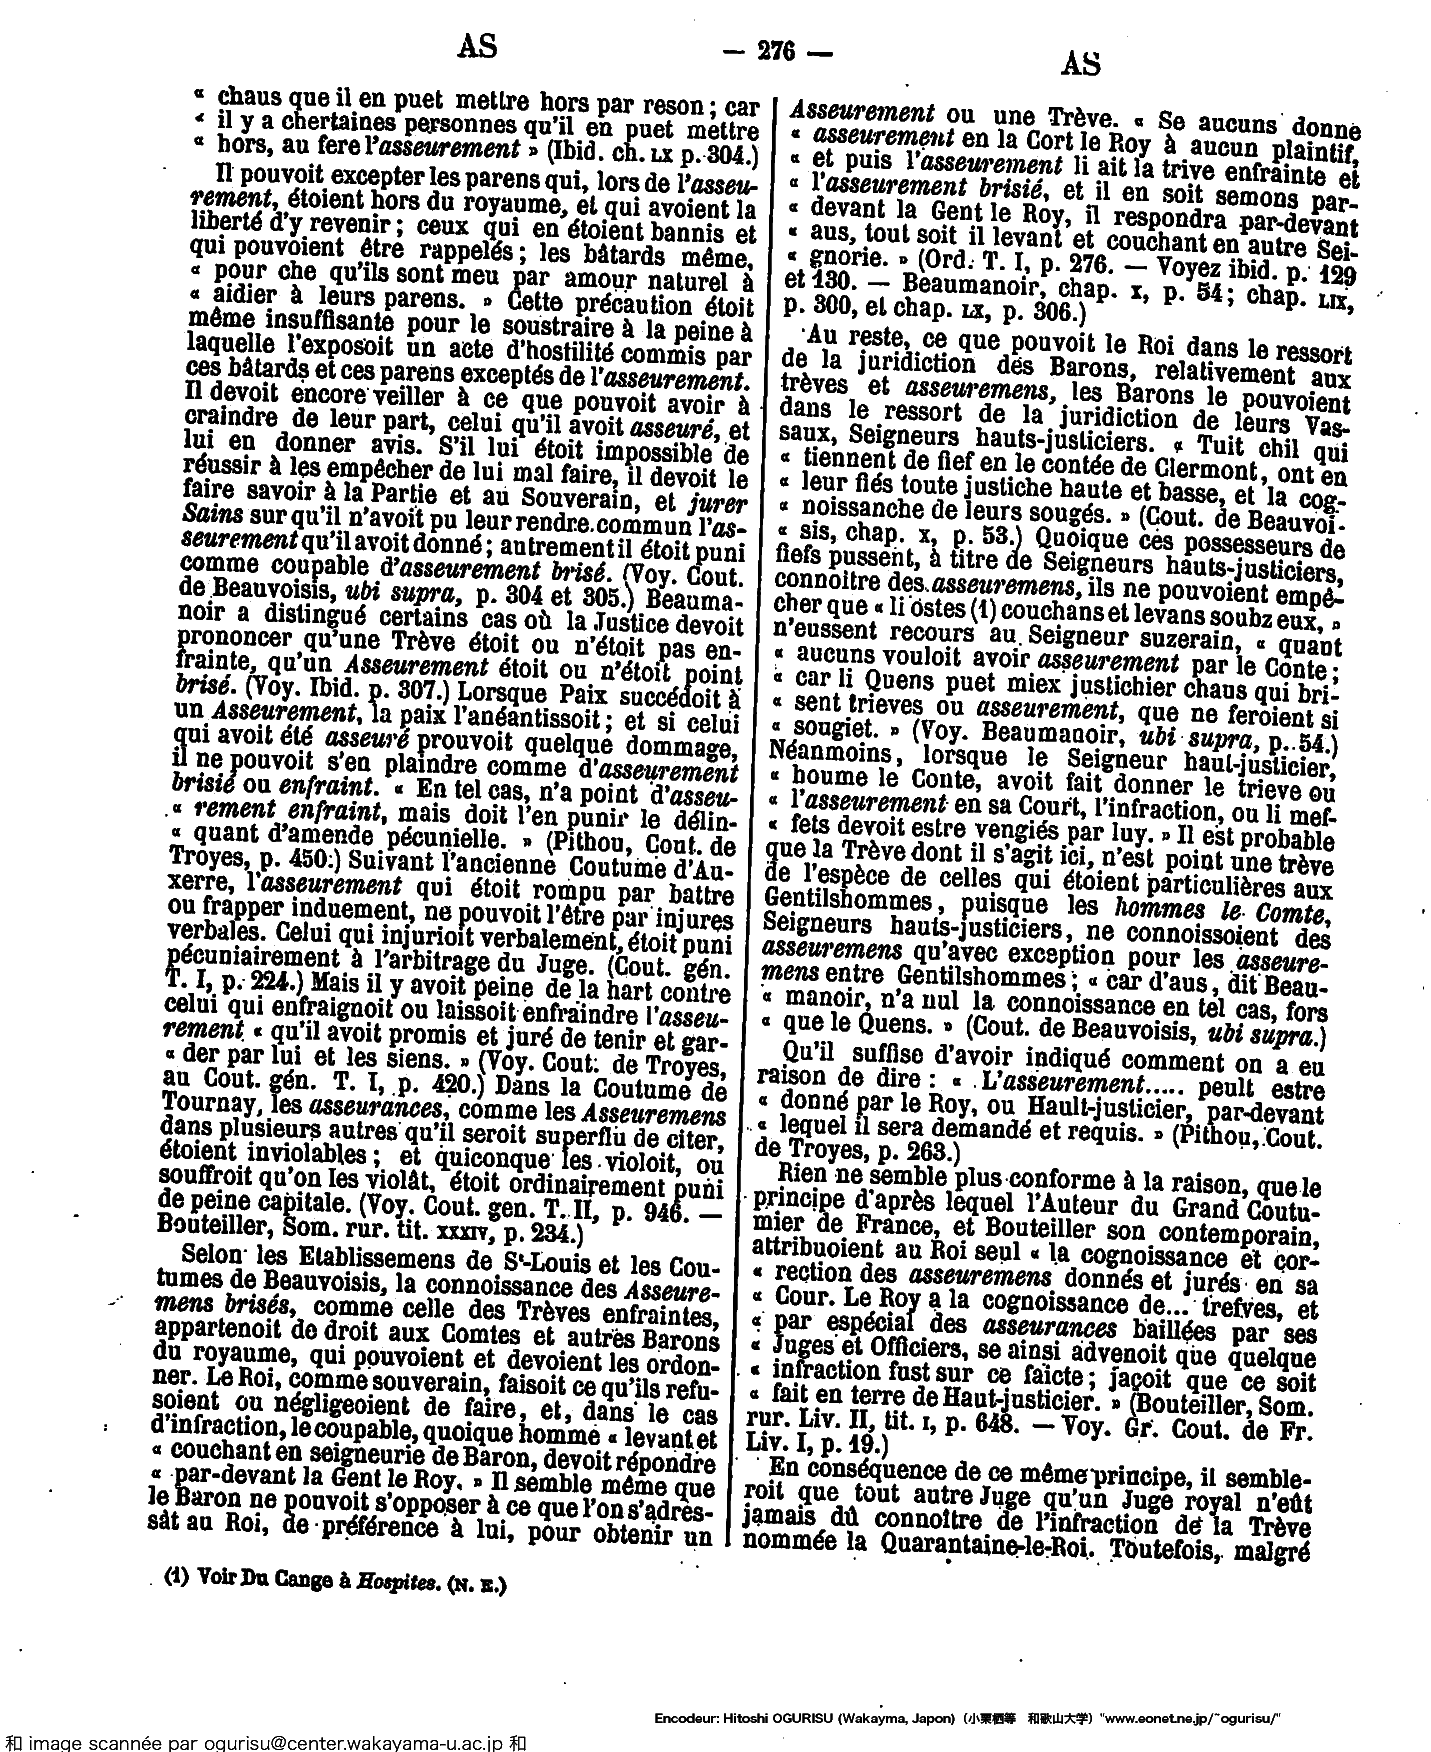 AS
— 276 —
AS
« chaus que il en puet mettre hors par reson ; car
« il y a chertaines personnes qu'il en puet mettre
« hors, au fere l'asseurement » (Ibid. ch. LX p. 304.)
Il pouvoit excepter les parens qui, lors de l'asseu-
rement, étoient hors du royaume, et qui avoient la
liberté d'y revenir ; ceux qui en étoient bannis et
qui pouvoient être rappelés ; les bâtards même,
« pour che qu'ils sont meu par amour naturel à
« aidier à leurs parens. » Cette précaution étoit
même insuffisante pour le soustraire à la peine à
laquelle l'exposoit un acte d'hostilité commis par
ces bâtards et ces parens exceptés de l'asseurement.
Il devoit encore veiller à ce que pouvoit avoir à
craindre de leur part, celui qu'il avoit asseuré, et
lui en donner avis. S'il lui étoit impossible de
réussir à les empêcher de lui mal faire, il devoit le
faire savoir à la Partie et au Souverain, et jurer
Sains sur qu'il n'avoit pu leur rendre commun l'as-
seurement qu'il avoit donné ; autrement il étoit puni
comme coupable d'asseurement brisé. (Voy. Cout.
de Beauvoisis, ubi supra, p. 304 et 305.) Beauma-
noir a distingué certains cas où la Justice devoit
prononcer qu'une Trève étoit ou n'étoit pas en-
frainte, qu'un Asseurement étoit ou n'étoit point
brisé. (Voy. Ibid. p. 307.) Lorsque Paix succédoit à
un Asseurement, la paix l'anéantissoit ; et si celui
qui avoit été asseuré prouvoit quelque dommage,
il ne pouvoit s'en plaindre comme d'asseurement
brisié ou enfraint. « En tel cas, n'a point d'asseu-
« rement enfraint, mais doit l'en punir le délin-
« quant d'amende pécunielle. » (Pithou, Cout. de
Troyes, p. 450.) Suivant l'ancienne Coutume d'Au-
xerre, l'asseurement qui étoit rompu par battre
ou frapper induement, ne pouvoit l'être par injures
verbales. Celui qui injurioit verbalement, étoit puni
pécuniairement à l'arbitrage du Juge. (Cout. gén.
T. I, p. 224.) Mais il y avoit peine de la hart contre
celui qui enfraignoit ou laissoit enfraindre l'asseu-
rement « qu'il avoit promis et juré de tenir et gar-
« der par lui et les siens. » (Voy. Cout. de Troyes,
au Cout. gén. T. I, p. 420.) Dans la Coutume de
Tournay, les asseurances, comme les Asseuremens
dans plusieurs autres qu'il seroit superflu de citer,
étoient inviolables ; et quiconque les violoit, ou
souffroit qu'on les violât, étoit ordinairement puni
de peine capitale. (Voy. Cout. gen. T. II, p. 946. —
Bouteiller, Som. rur. tit. XXXIV, p. 234.)
Selon les Etablissemens de St-Louis et les Cou-
tumes de Beauvoisis, la connoissance des Asseure-
mens brisés, comme celle des Trèves enfraintes,
appartenoit de droit aux Comtes et autres Barons
du royaume, qui pouvoient et devoient les ordon-
ner. Le Roi, comme souverain, faisoit ce qu'ils refu-
soient ou négligeoient de faire, et, dans le cas
d'infraction, le coupable, quoique homme « levant et
« couchant en seigneurie de Baron, devoit répondre
« par-devant la Gent le Roy. » Il semble même que
le Baron ne pouvoit s'opposer à ce que l'on s'adres-
sât au Roi, de préférence à lui, pour obtenir un
Asseurement ou une Trève. « Se aucuns donne
« asseurement en la Cort le Roy à aucun plaintif,
« et puis l'asseurement li ait la trive enfrainte et
« l'asseurement brisié, et il en soit semons par-
« devant la Gent le Roy, il respondra par-devant
« aus, tout soit il levant et couchant en autre Sei-
« gnorie. » (Ord. T. I, p. 276. — Voyez ibid. p. 129
et 130. — Beaumanoir, chap. X, p. 54 ; chap. LIX,
p. 300, et chap. LX, p. 306.)
Au reste, ce que pouvoit le Roi dans le ressort
de la juridiction des Barons, relativement aux
trèves et asseuremens, les Barons le pouvoient
dans le ressort de la juridiction de leurs Vas-
saux, Seigneurs hauts-justiciers. « Tuit chil qui
« tiennent de fief en le contée de Clermont, ont en
« leur fiés toute justiche haute et basse, et la cog-
« noissanche de leurs sougés. » (Cout. de Beauvoi-
« sis, chap. X, p. 53.) Quoique ces possesseurs de
fiefs pussent, à titre de Seigneurs hauts-justiciers,
connoitre des asseuremens, ils ne pouvoient empê-
cher que « li ostes (1) couchans et levans soubz eux, »
n'eussent recours au Seigneur suzerain, « quant
« aucuns vouloit avoir asseurement par le Conte ;
« car li Quens puet miex justichier chaus qui bri-
« sent trieves ou asseurement, que ne feroient si
« sougiet. » (Voy. Beaumanoir, ubi supra, p. 54.)
Néanmoins, lorsque le Seigneur haut-justicier,
« houme le Conte, avoit fait donner le trieve ou
« l'asseurement en sa Court, l'infraction, ou li mef-
« fets devoit estre vengiés par luy. » Il est probable
que la Trève dont il s'agit ici, n'est point une trève
de l'espèce de celles qui étoient particulières aux
Gentilshommes, puisque les hommes le Comte,
Seigneurs hauts-justiciers, ne connoissoient des
asseuremens qu'avec exception pour les asseure-
mens entre Gentilshommes ; « car d'aus, dit Beau-
« manoir, n'a nul la connoissance en tel cas, fors
« que le Quens. » (Cout. de Beauvoisis, ubi supra.)
Qu'il suffise d'avoir indiqué comment on a eu
raison de dire : « L'asseurement..... peult estre
« donné par le Roy, ou Hault-justicier, par-devant
« lequel il sera demandé et requis. » (Pithou, Cout.
de Troyes, p. 263.)
Rien ne semble plus conforme à la raison, que le
principe d'après lequel l'Auteur du Grand Coutu-
mier de France, et Bouteiller son contemporain,
attribuoient au Roi seul « la cognoissance et cor-
« rection des asseuremens donnés et jurés en sa
« Cour. Le Roy a la cognoissance de... trefves, et
« par espécial des asseurances baillées par ses
« Juges et Officiers, se ainsi advenoit que quelque
« infraction fust sur ce faicte ; jaçoit que ce soit
« fait en terre de Haut-justicier. » (Bouteiller, Som.
rur. Liv. II, tit. I, p. 648. — Voy. Gr. Cout. de Fr.
Liv. I, p. 19.)
En conséquence de ce même principe, il semble-
roit que tout autre Juge qu'un Juge royal n'eût
jamais dû connoître de l'infraction de la Trève
nommée la Quarantaine-le-Roi. Toutefois, malgré
(1) Voir Du Cange à Hospites. (N. E.)
Encodeur: Hitoshi OGURISU (Wakayma, Japon) (小栗栖等 和歌山大学) "www.eonet.ne.jp/~ogurisu/"
和 image scannée par ogurisu@center.wakayama-u.ac.jp 和